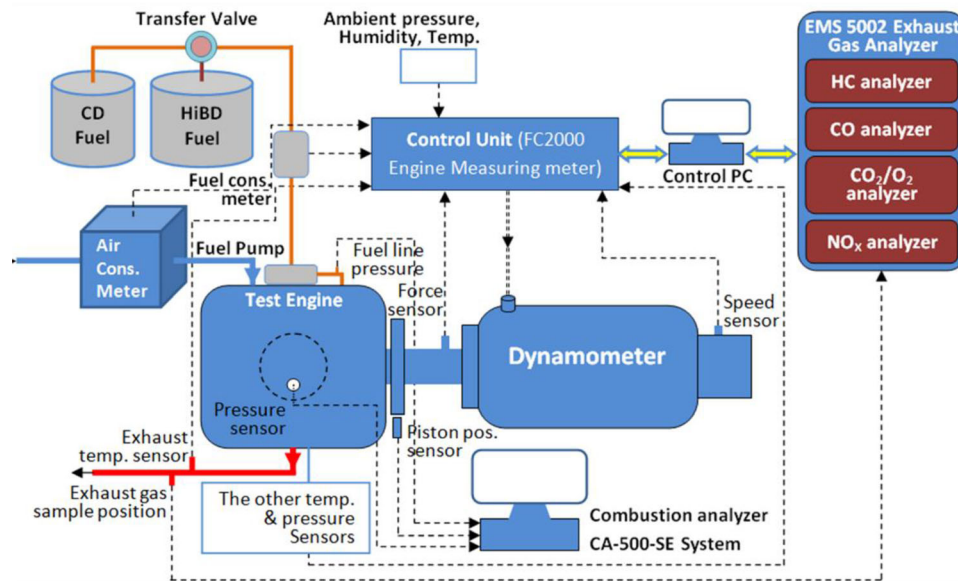 Transfer Valve
CD
Fuel
HiBD
Fuel
Ambient pressure,
Humidity, Temp.
EMS 5002 Exhaust
Gas Analyzer
HC analyzer
CO analyzer
CO₂/O₂
analyzer
NOₓ analyzer
Control Unit (FC2000
Engine Measuring meter)
Control PC
Fuel cons.
meter
Air
Cons.
Meter
Fuel Pump
Fuel line
pressure
Test Engine
Force
sensor
Speed
sensor
Dynamometer
Pressure
sensor
Piston pos.
sensor
Exhaust
temp. sensor
Exhaust gas
sample position
The other temp.
& pressure
Sensors
Combustion analyzer
CA-500-SE System